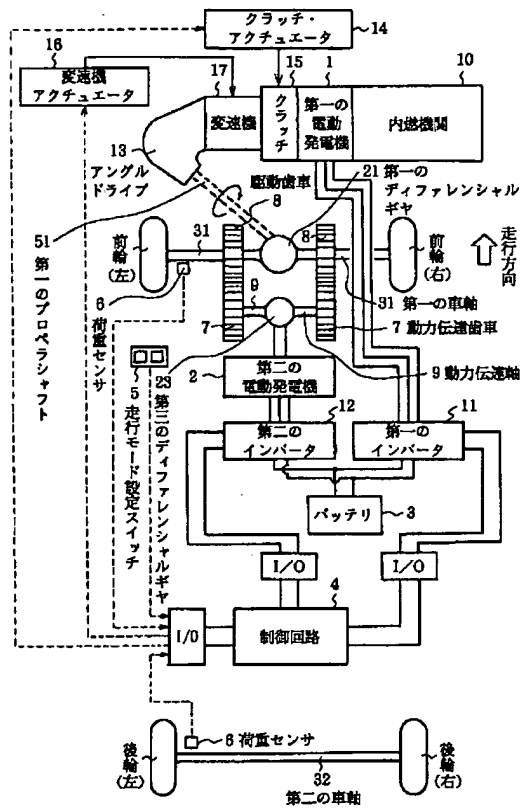 クラッチ・
アクチュエータ
14
16
変速機
アクチュエータ
17
変速機
15
クラッチ
1
第一の
電動
発電機
10
内燃機関
13
アングル
ドライブ
駆動歯車
8
21 第一の
ディファレンシャル
ギヤ
51 第一のプロペラシャフト
前輪
(左)
31
8
前輪
(右)
走行方向
6 荷重センサ
31 第一の車軸
9
7
7 動力伝達歯車
9 動力伝達軸
2
第二の
電動発電機
5 走行モード設定スイッチ
23 第三のディファレンシャルギヤ
12
第二の
インバータ
11
第一の
インバータ
バッテリ
3
I/O
I/O
4
I/O
制御回路
6 荷重センサ
後輪
(左)
32
第二の車軸
後輪
(右)